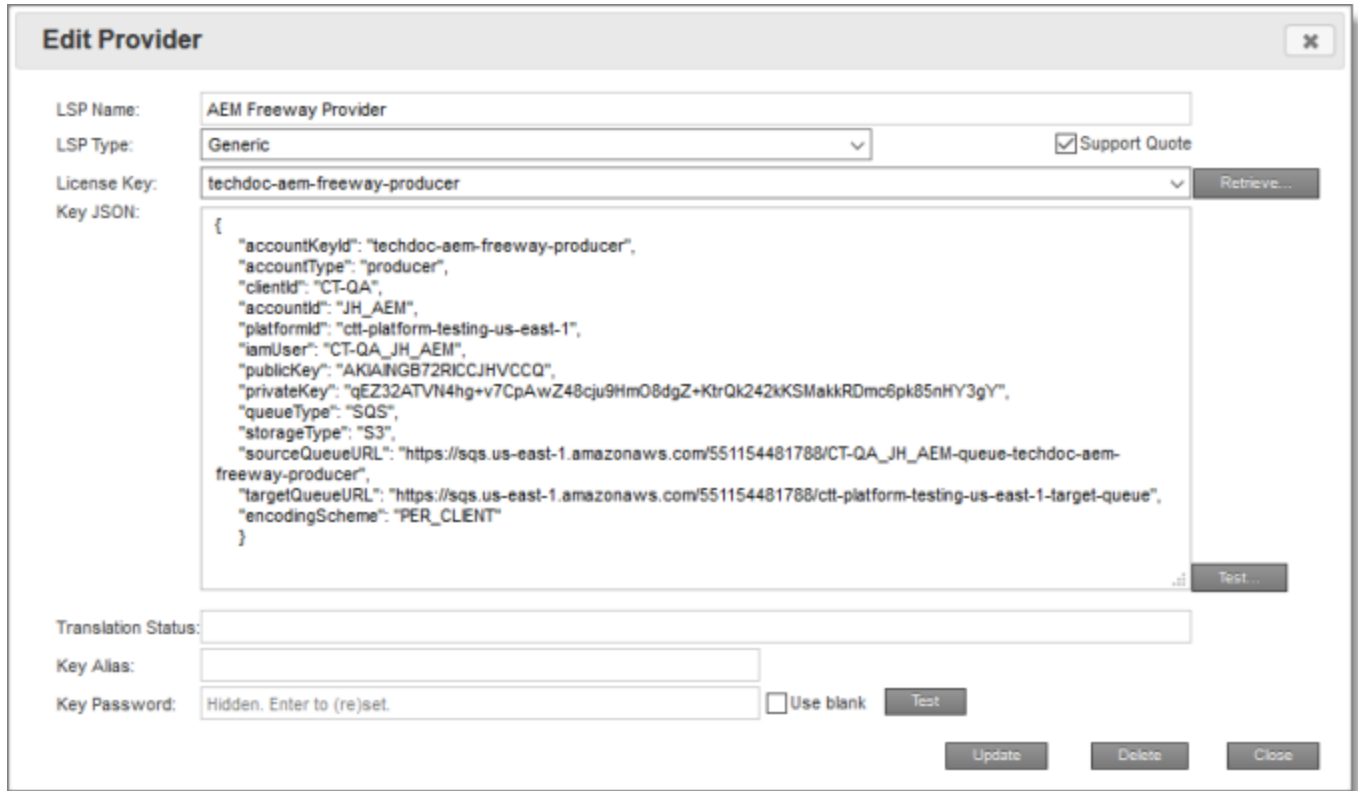 Edit Provider
LSP Name: AEM Freeway Provider
LSP Type: Generic Support Quote
License Key: techdoc-aem-freeway-producer Retrieve...
Key JSON:
{
"accountKeyId": "techdoc-aem-freeway-producer",
"accountType": "producer",
"clientId": "CT-QA",
"accountId": "JH_AEM",
"platformId": "ctt-platform-testing-us-east-1",
"iamUser": "CT-QA_JH_AEM",
"publicKey": "AKIAINGB72RICCJHVCCQ",
"privateKey": "qEZ32ATVN4hg+v7CpAwZ48cju9HmO8dgZ+KtrQk242kKSMakkRDmc6pk85nHY3gY",
"queueType": "SQS",
"storageType": "S3",
"sourceQueueURL": "https://sqs.us-east-1.amazonaws.com/551154481788/CT-QA_JH_AEM-queue-techdoc-aem-
freeway-producer",
"targetQueueURL": "https://sqs.us-east-1.amazonaws.com/551154481788/ctt-platform-testing-us-east-1-target-queue",
"encodingScheme": "PER_CLIENT"
}
Test...
Translation Status:
Key Alias:
Key Password: Hidden. Enter to (re)set. Use blank Test
Update Delete Close